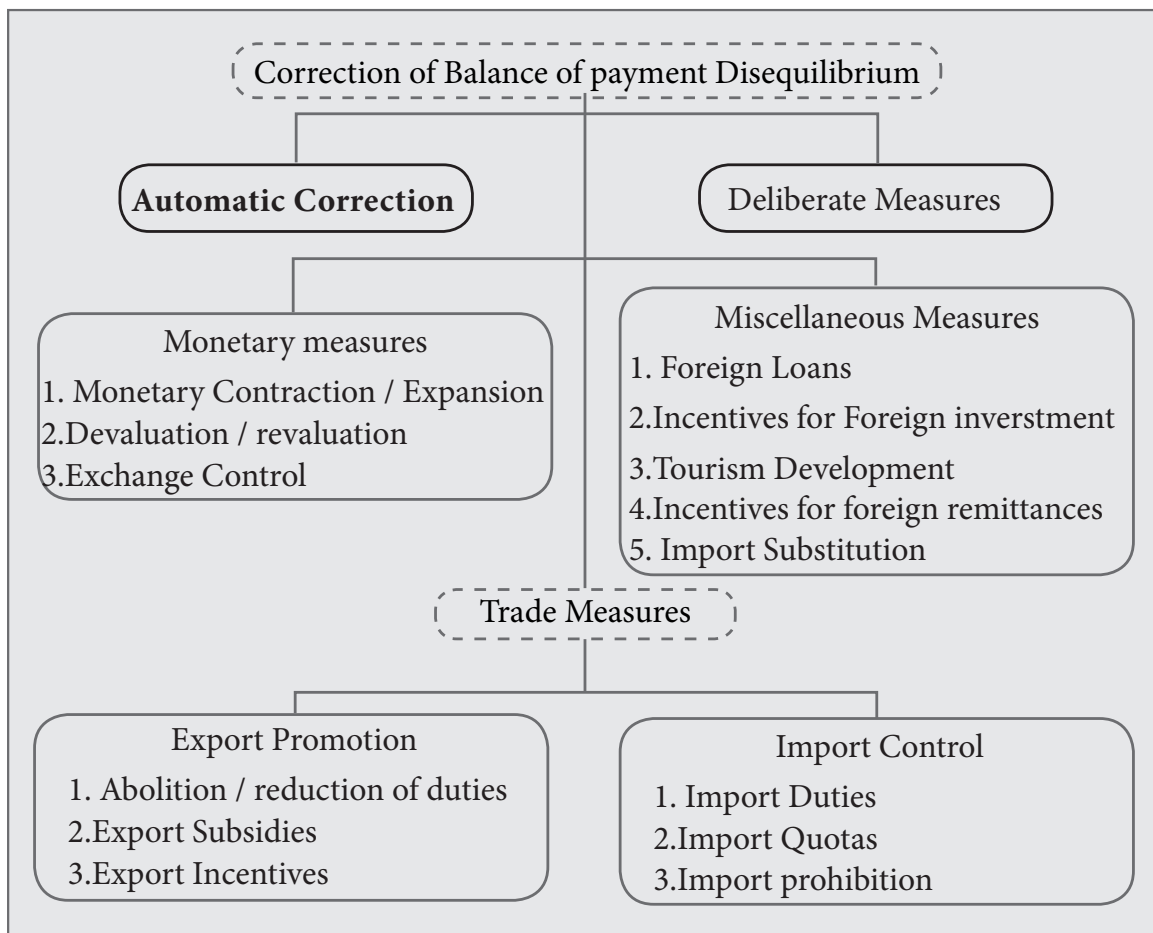 Correction of Balance of payment Disequilibrium
Automatic Correction
Deliberate Measures
Monetary measures
1. Monetary Contraction / Expansion
2.Devaluation / revaluation
3.Exchange Control
Miscellaneous Measures
1. Foreign Loans
2.Incentives for Foreign inverstment
3.Tourism Development
4.Incentives for foreign remittances
5. Import Substitution
Trade Measures
Export Promotion
1. Abolition / reduction of duties
2.Export Subsidies
3.Export Incentives
Import Control
1. Import Duties
2.Import Quotas
3.Import prohibition